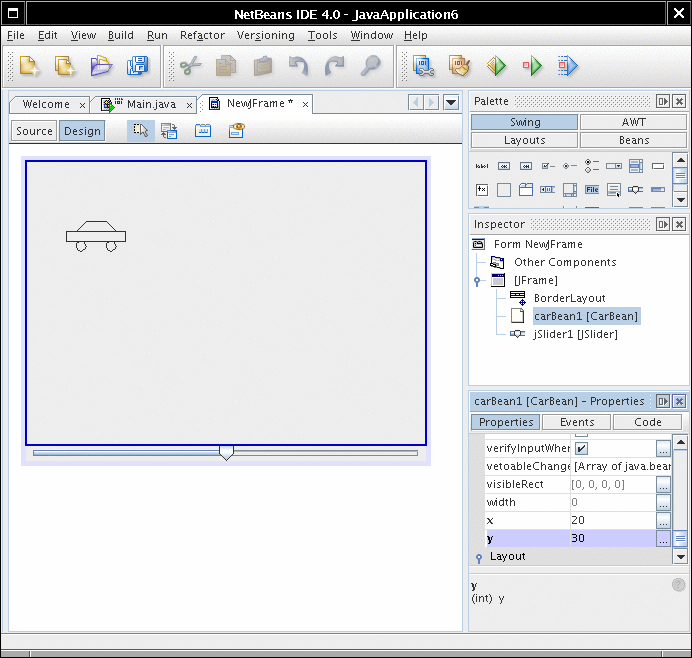 NetBeans IDE 4.0 - JavaApplication6
File Edit View Build Run Refactor Versioning Tools Window Help
Welcome x Main.java x NewJFrame * x
Source Design
Palette
Swing AWT
Layouts Beans
label
File
Inspector
Form NewJFrame
Other Components
[JFrame]
BorderLayout
carBean1 [CarBean]
jSlider1 [JSlider]
carBean1 [CarBean] - Properties
Properties Events Code
verifyInputWher ...
vetoableChange [Array of java.bear
visibleRect [0, 0, 0, 0] ...
width 0 ...
x 20 ...
y 30 ...
Layout
y
(int) y
?